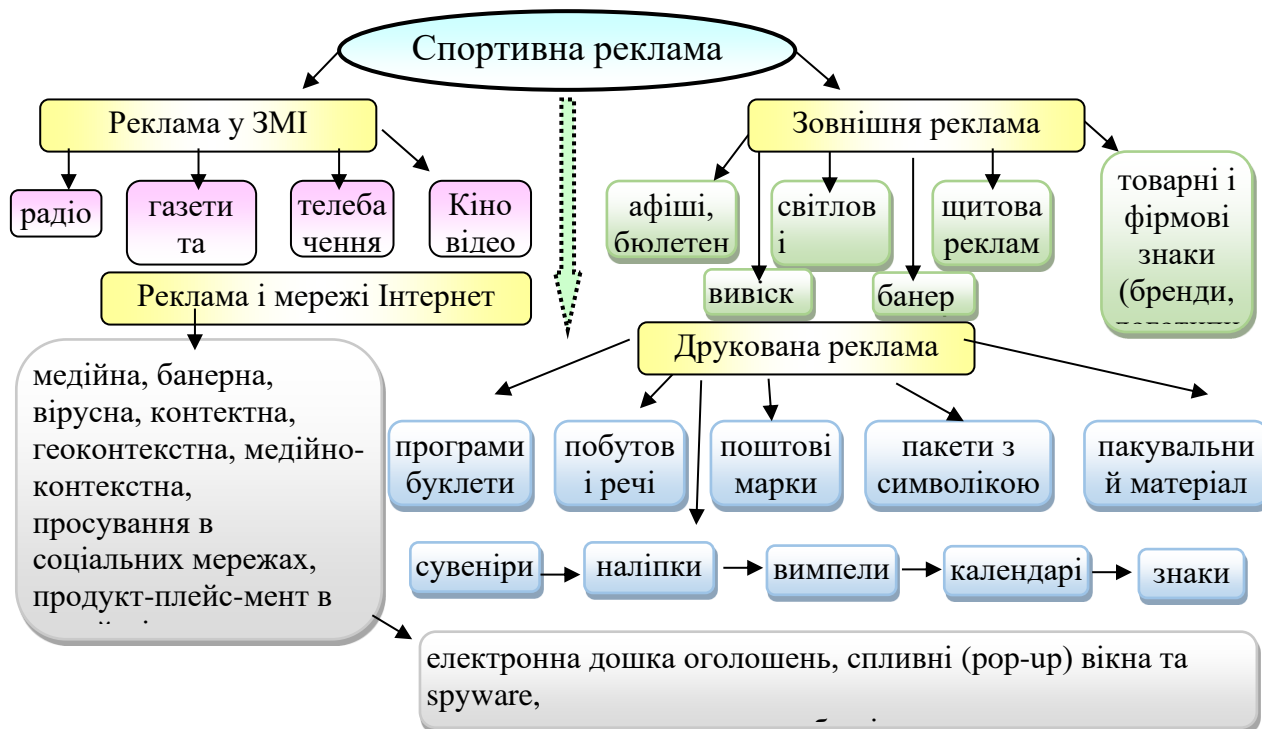 Спортивна реклама
Реклама у ЗМІ
Зовнішня реклама
радіо
газети
та
телеба
чення
Кіно
відео
афіші,
бюлетен
світлов
і
щитова
реклам
товарні і
фірмові
знаки
(бренди,
вивіск
банер
Реклама і мережі Інтернет
медійна, банерна,
вірусна, контектна,
геоконтекстна, медійно-
контекстна,
просування в
соціальних мережах,
продукт-плейс-мент в
Друкована реклама
програми
буклети
побутов
і речі
поштові
марки
пакети з
символікою
пакувальни
й матеріал
сувеніри
наліпки
вимпели
календарі
знаки
електронна дошка оголошень, спливні (pop-up) вікна та
spyware,